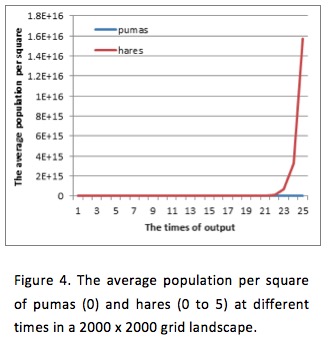 1.8E+16
1.6E+16
1.4E+16
1.2E+16
1E+16
8E+15
6E+15
4E+15
2E+15
0
The average population per square
pumas
hares
1 3 5 7 9 11 13 15 17 19 21 23 25
The times of output
Figure 4. The average population per square
of pumas (0) and hares (0 to 5) at different
times in a 2000 x 2000 grid landscape.